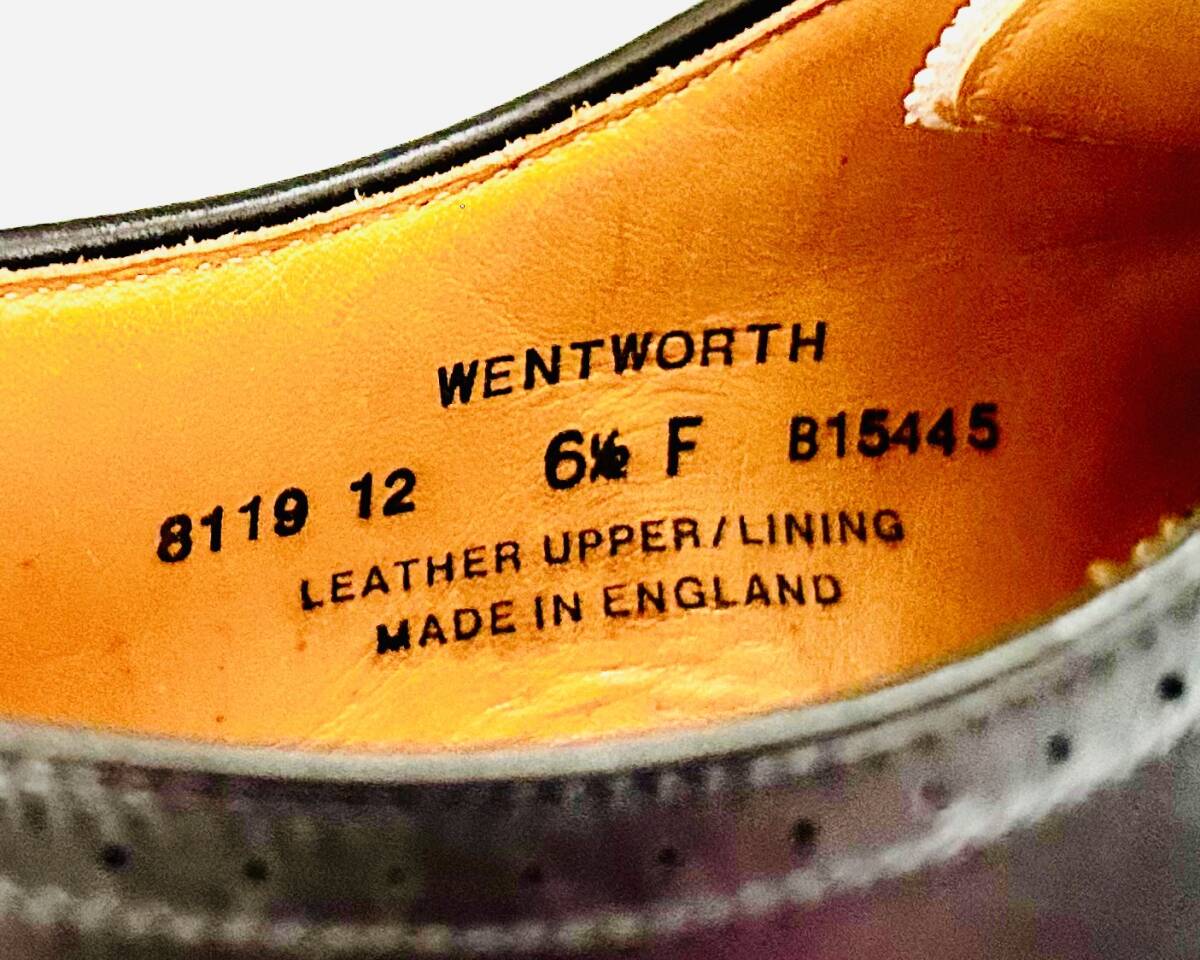 WENTWORTH
8119 12 6½ F B15445
LEATHER UPPER/LINING
MADE IN ENGLAND